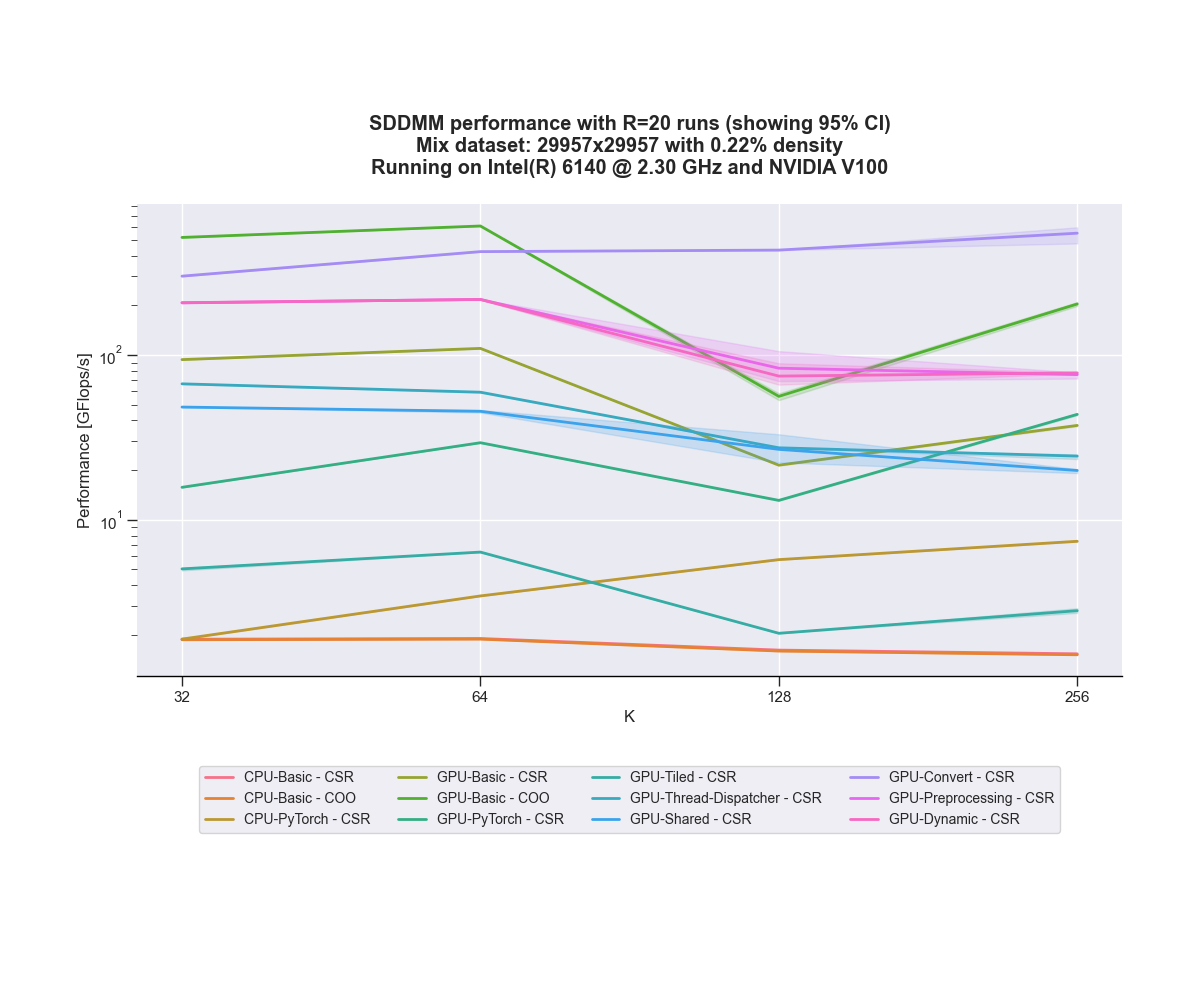 SDDMM performance with R=20 runs (showing 95% CI)
Mix dataset: 29957x29957 with 0.22% density
Running on Intel(R) 6140 @ 2.30 GHz and NVIDIA V100
Performance [GFlops/s]
10²
10¹
32 64 128 256
K
CPU-Basic - CSR GPU-Basic - CSR GPU-Tiled - CSR GPU-Convert - CSR
CPU-Basic - COO GPU-Basic - COO GPU-Thread-Dispatcher - CSR GPU-Preprocessing - CSR
CPU-PyTorch - CSR GPU-PyTorch - CSR GPU-Shared - CSR GPU-Dynamic - CSR